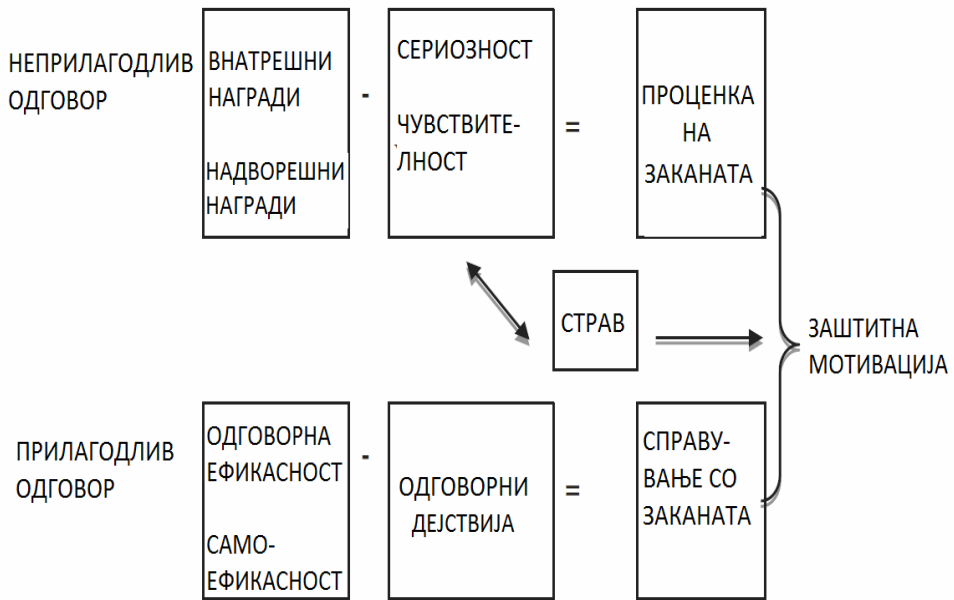 НЕПРИЛАГОДЛИВ
ОДГОВОР
ВНАТРЕШНИ
НАГРАДИ
НАДВОРЕШНИ
НАГРАДИ
-
СЕРИОЗНОСТ
ЧУВСТВИТЕ-
ЛНОСТ
=
ПРОЦЕНКА
НА
ЗАКАНАТА
СТРАВ
ЗАШТИТНА
МОТИВАЦИЈА
ПРИЛАГОДЛИВ
ОДГОВОР
ОДГОВОРНА
ЕФИКАСНОСТ
САМО-
ЕФИКАСНОСТ
-
ОДГОВОРНИ
ДЕЈСТВИЈА
=
СПРАВУ-
ВАЊЕ СО
ЗАКАНАТА